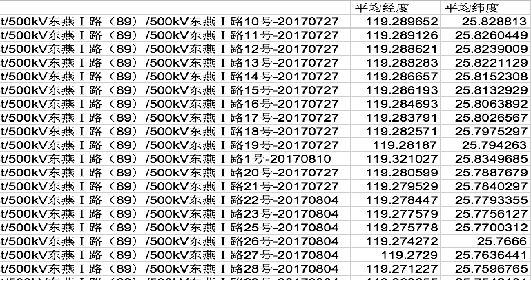 平均经度 平均纬度
t/500kV东燕Ⅰ路（89）/500kV东燕Ⅰ路10号-20170727 119.289652 25.828813
t/500kV东燕Ⅰ路（89）/500kV东燕Ⅰ路11号-20170727 119.289126 25.8260449
t/500kV东燕Ⅰ路（89）/500kV东燕Ⅰ路12号-20170727 119.288621 25.8239009
t/500kV东燕Ⅰ路（89）/500kV东燕Ⅰ路13号-20170727 119.288283 25.8221129
t/500kV东燕Ⅰ路（89）/500kV东燕Ⅰ路14号-20170727 119.286657 25.8152308
t/500kV东燕Ⅰ路（89）/500kV东燕Ⅰ路15号-20170727 119.286193 25.8132929
t/500kV东燕Ⅰ路（89）/500kV东燕Ⅰ路16号-20170727 119.284693 25.8063892
t/500kV东燕Ⅰ路（89）/500kV东燕Ⅰ路17号-20170727 119.283791 25.8026567
t/500kV东燕Ⅰ路（89）/500kV东燕Ⅰ路18号-20170727 119.282571 25.7975297
t/500kV东燕Ⅰ路（89）/500kV东燕Ⅰ路19号-20170727 119.28187 25.794263
t/500kV东燕Ⅰ路（89）/500kV东燕Ⅰ路1号-20170810 119.321027 25.8349685
t/500kV东燕Ⅰ路（89）/500kV东燕Ⅰ路20号-20170727 119.280599 25.7887679
t/500kV东燕Ⅰ路（89）/500kV东燕Ⅰ路21号-20170727 119.279529 25.7840297
t/500kV东燕Ⅰ路（89）/500kV东燕Ⅰ路22号-20170804 119.278447 25.7793355
t/500kV东燕Ⅰ路（89）/500kV东燕Ⅰ路23号-20170804 119.277579 25.7756127
t/500kV东燕Ⅰ路（89）/500kV东燕Ⅰ路25号-20170804 119.275778 25.7700312
t/500kV东燕Ⅰ路（89）/500kV东燕Ⅰ路26号-20170804 119.274272 25.7666
t/500kV东燕Ⅰ路（89）/500kV东燕Ⅰ路27号-20170804 119.2729 25.7636441
t/500kV东燕Ⅰ路（89）/500kV东燕Ⅰ路28号-20170804 119.271227 25.7596765